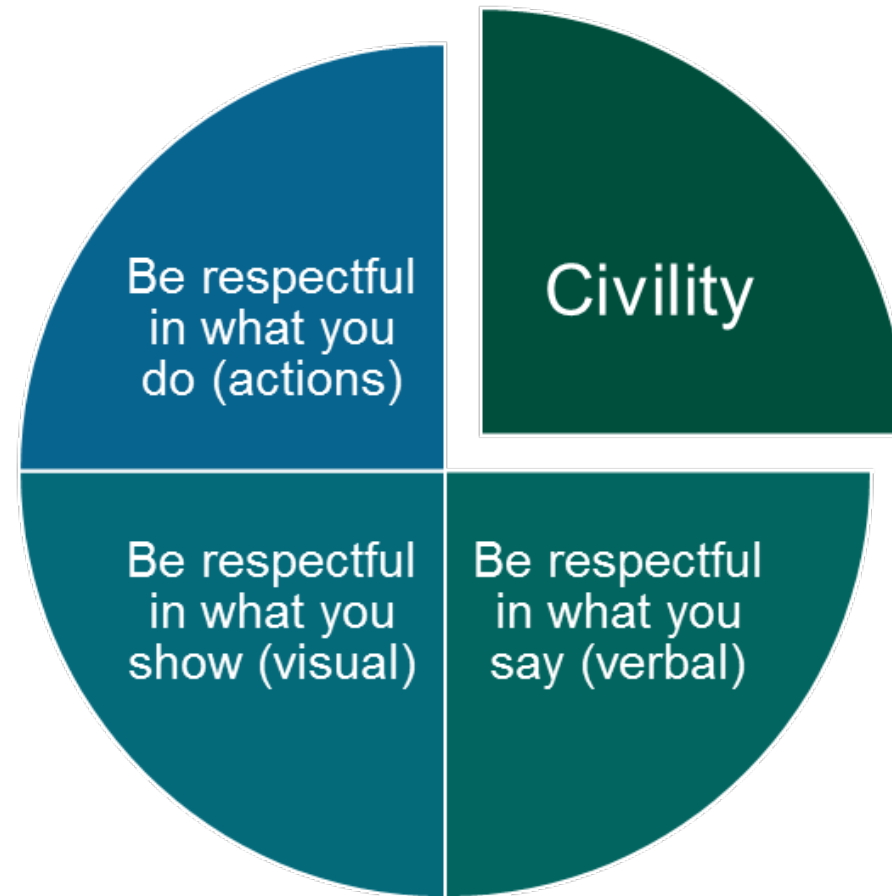 Civility
Be respectful
in what you
do (actions)
Be respectful
in what you
show (visual)
Be respectful
in what you
say (verbal)